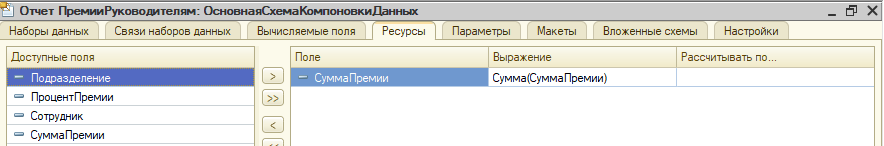 Отчет ПремииРуководителям: ОсновнаяСхемаКомпоновкиДанных
Наборы данных Связи наборов данных Вычисляемые поля Ресурсы Параметры Макеты Вложенные схемы Настройки
Доступные поля Поле Выражение Рассчитывать по...
Подразделение > СуммаПремии Сумма(СуммаПремии)
ПроцентПремии >>
Сотрудник <
СуммаПремии